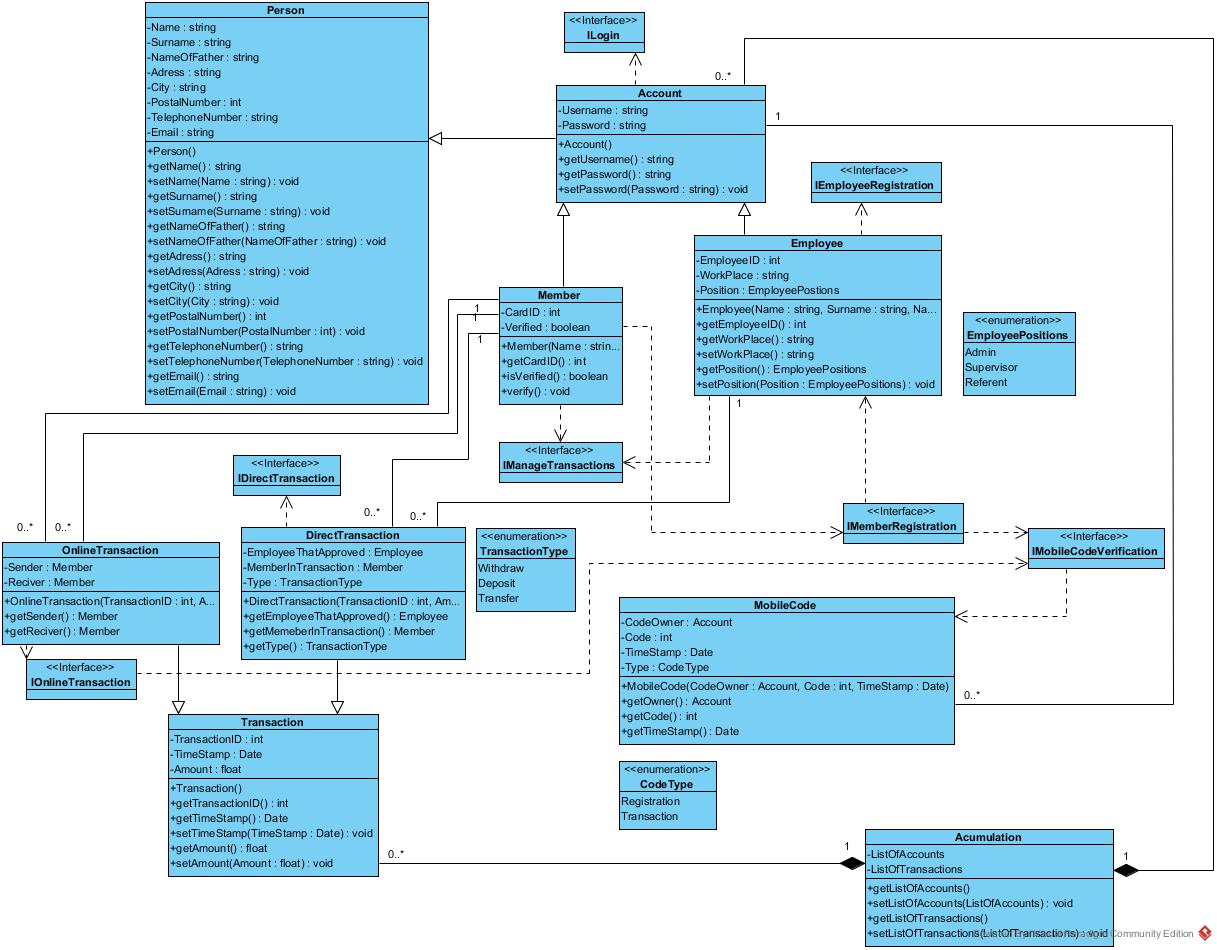 Person
-Name : string
-Surname : string
-NameOfFather : string
-Adress : string
-City : string
-PostalNumber : int
-TelephoneNumber : string
-Email : string
+Person()
+getName() : string
+setName(Name : string) : void
+getSurname() : string
+setSurname(Surname : string) : void
+getNameOfFather() : string
+setNameOfFather(NameOfFather : string) : void
+getAdress() : string
+setAdress(Adress : string) : void
+getCity() : string
+setCity(City : string) : void
+getPostalNumber() : int
+setPostalNumber(PostalNumber : int) : void
+getTelephoneNumber() : string
+setTelephoneNumber(TelephoneNumber : string) : void
+getEmail() : string
+setEmail(Email : string) : void
<<Interface>>
ILogin
0..*
Account
-Username : string
-Password : string
+Account()
+getUsername() : string
+getPassword() : string
+setPassword(Password : string) : void
1
<<Interface>>
IEmployeeRegistration
Employee
-EmployeeID : int
-WorkPlace : string
-Position : EmployeePostions
+Employee(Name : string, Surname : string, Na...
+getEmployeeID() : int
+getWorkPlace() : string
+setWorkPlace() : string
+getPosition() : EmployeePositions
+setPosition(Position : EmployeePositions) : void
1
Member
-CardID : int
-Verified : boolean
+Member(Name : strin...
+getCardID() : int
+isVerified() : boolean
+verify() : void
1
1
1
<<enumeration>>
EmployeePositions
Admin
Supervisor
Referent
<<Interface>>
IManageTransactions
<<Interface>>
IDirectTransaction
0..*
0..*
0..*
0..*
<<Interface>>
IMemberRegistration
<<Interface>>
IMobileCodeVerification
OnlineTransaction
-Sender : Member
-Reciver : Member
+OnlineTransaction(TransactionID : int, A...
+getSender() : Member
+getReciver() : Member
DirectTransaction
-EmployeeThatApproved : Employee
-MemberInTransaction : Member
-Type : TransactionType
+DirectTransaction(TransactionID : int, Am...
+getEmployeeThatApproved() : Employee
+getMemeberInTransaction() : Member
+getType() : TransactionType
<<enumeration>>
TransactionType
Withdraw
Deposit
Transfer
<<Interface>>
IOnlineTransaction
MobileCode
-CodeOwner : Account
-Code : int
-TimeStamp : Date
-Type : CodeType
+MobileCode(CodeOwner : Account, Code : int, TimeStamp : Date)
+getOwner() : Account
+getCode() : int
+getTimeStamp() : Date
0..*
Transaction
-TransactionID : int
-TimeStamp : Date
-Amount : float
+Transaction()
+getTransactionID() : int
+getTimeStamp() : Date
+setTimeStamp(TimeStamp : Date) : void
+getAmount() : float
+setAmount(Amount : float) : void
0..*
<<enumeration>>
CodeType
Registration
Transaction
1
1
Acumulation
-ListOfAccounts
-ListOfTransactions
+getListOfAccounts()
+setListOfAccounts(ListOfAccounts) : void
+getListOfTransactions()
+setListOfTransactions(ListOfTransactions) : void
Community Edition